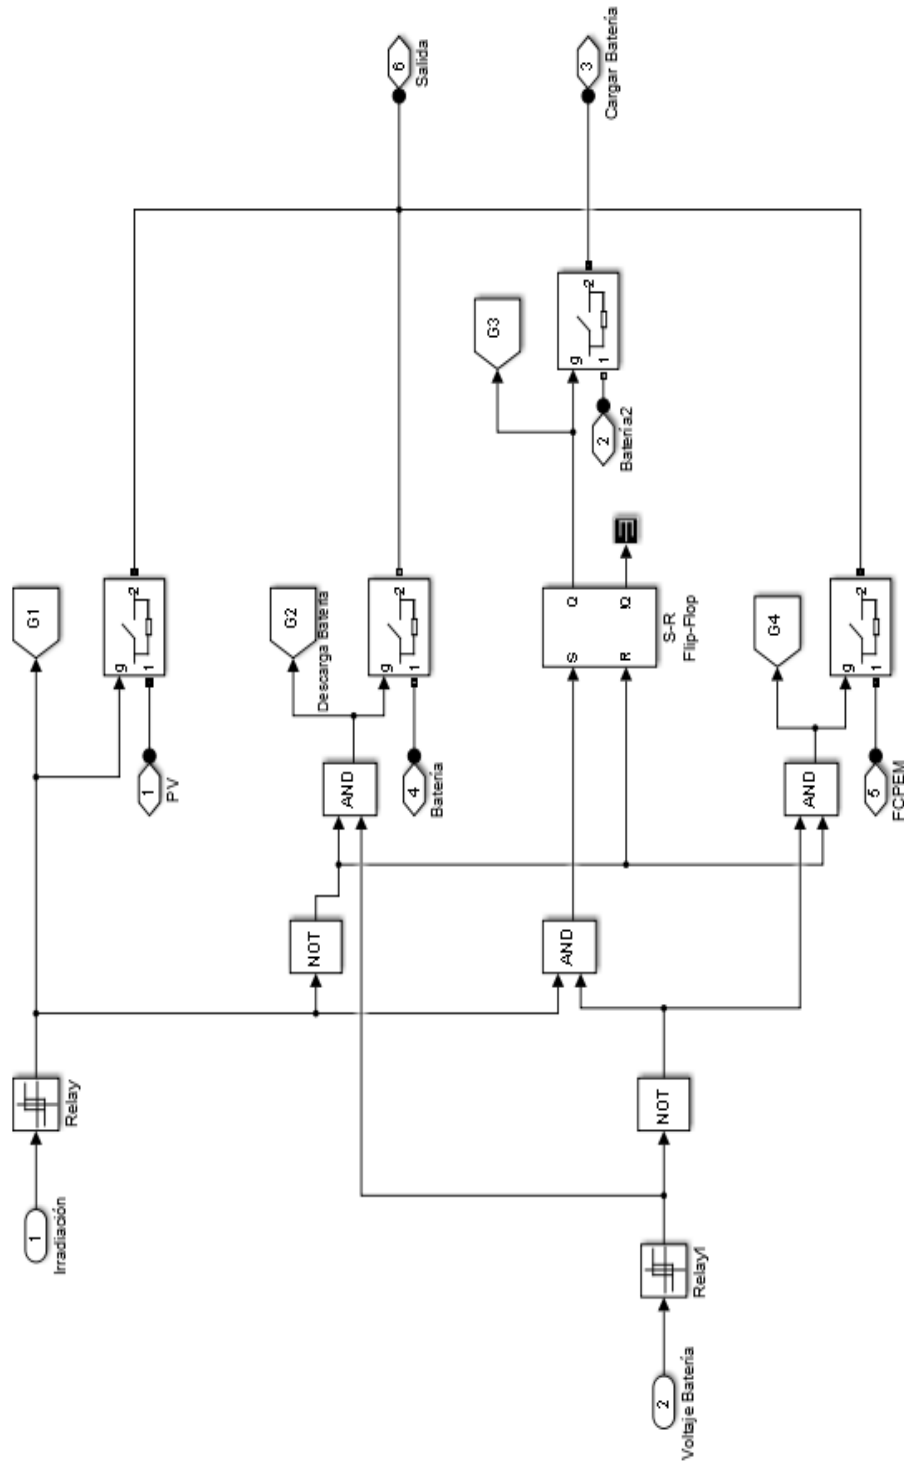 1
Irradiación
Relay
G1
g
1
2
1
PV
NOT
AND
G2
Descarga Batería
g
1
2
4
Batería
6
Salida
AND
S
R
Q
!Q
S-R
Flip-Flop
G3
g
1
2
2
Batería2
3
Cargar Batería
2
Voltaje Batería
Relay1
NOT
AND
G4
g
1
2
5
FCPEM